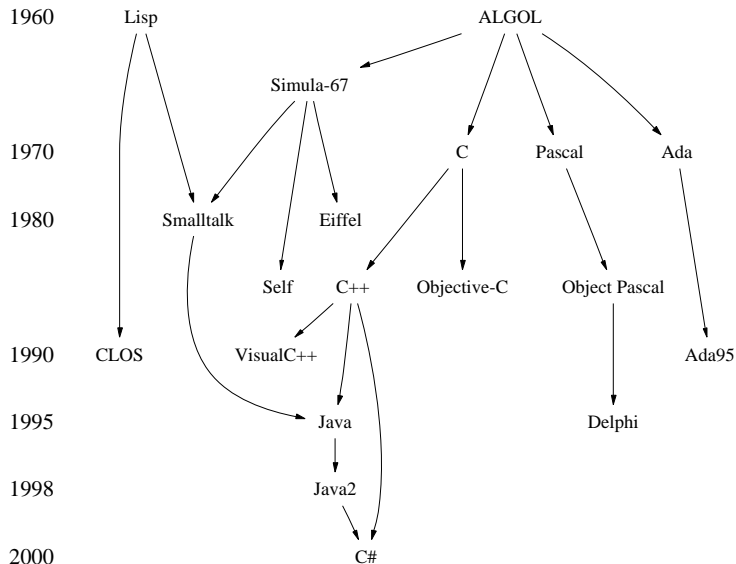 1960 Lisp ALGOL
Simula-67
1970 C Pascal Ada
1980 Smalltalk Eiffel
Self C++ Objective-C Object Pascal
1990 CLOS VisualC++ Ada95
1995 Java Delphi
1998 Java2
2000 C#